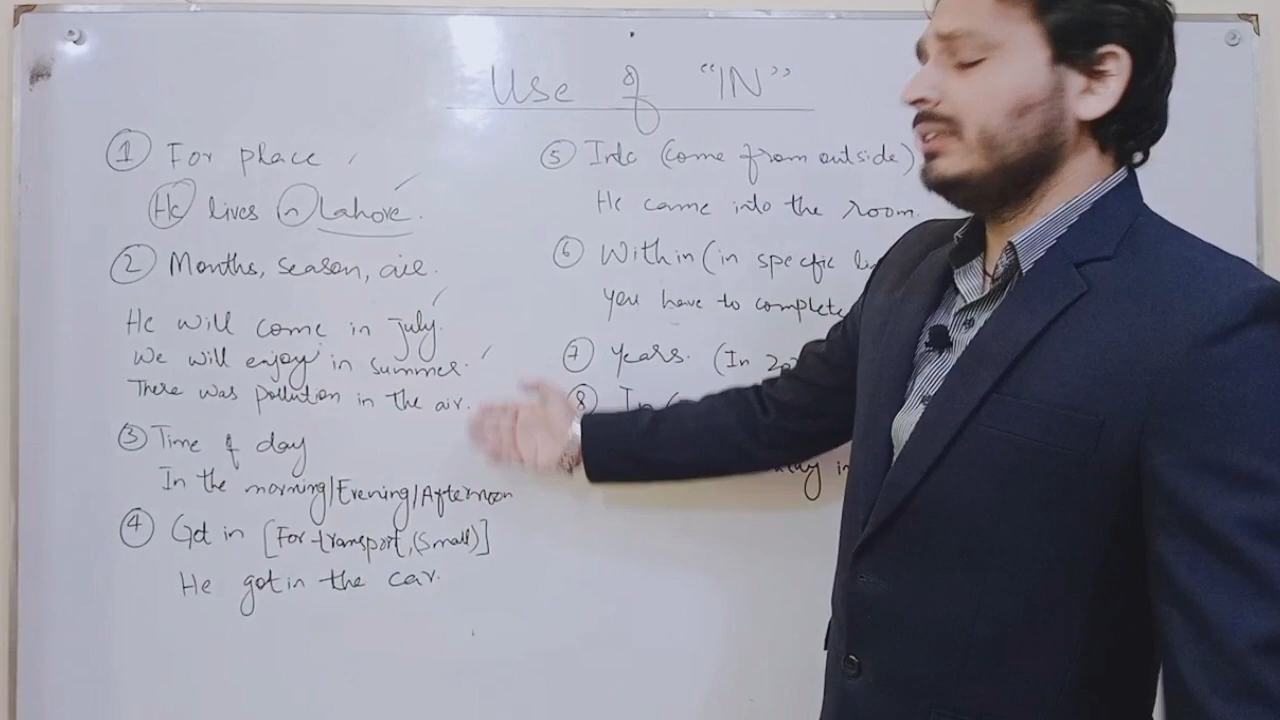 Use of "IN"
① For place
He lives in Lahore.
② Months, season, air.
He will come in july.
We will enjoy in summer.
There was pollution in the air.
③ Time of day
In the morning/Evening/Afternoon
④ Got in [For transport,(Small)]
He got in the car.
⑤ Into (come from outside)
He came into the room.
⑥ Within (in specfic
You have to complete
⑦ Years. (In
⑧ In